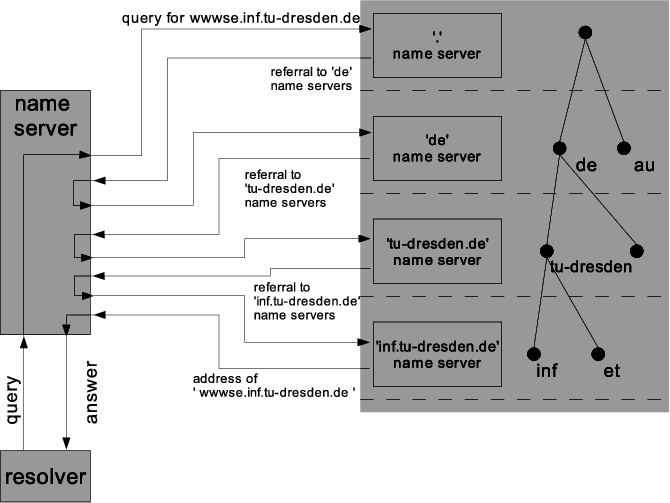 query for wwwse.inf.tu-dresden.de
'.'
name server
referral to 'de'
name servers
name
server
'de'
name server
de
au
referral to
'tu-dresden.de'
name servers
'tu-dresden.de'
name server
tu-dresden
referral to
'inf.tu-dresden.de'
name servers
'inf.tu-dresden.de'
name server
inf
et
address of
' wwwse.inf.tu-dresden.de '
query
answer
resolver